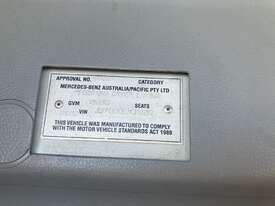 APPROVAL NO. CATEGORY
MERCEDES-BENZ AUSTRALIA/PACIFIC PTY LTD
GVM SEATS
VIN
THIS VEHICLE WAS MANUFACTURED TO COMPLY
WITH THE MOTOR VEHICLE STANDARDS ACT 1989